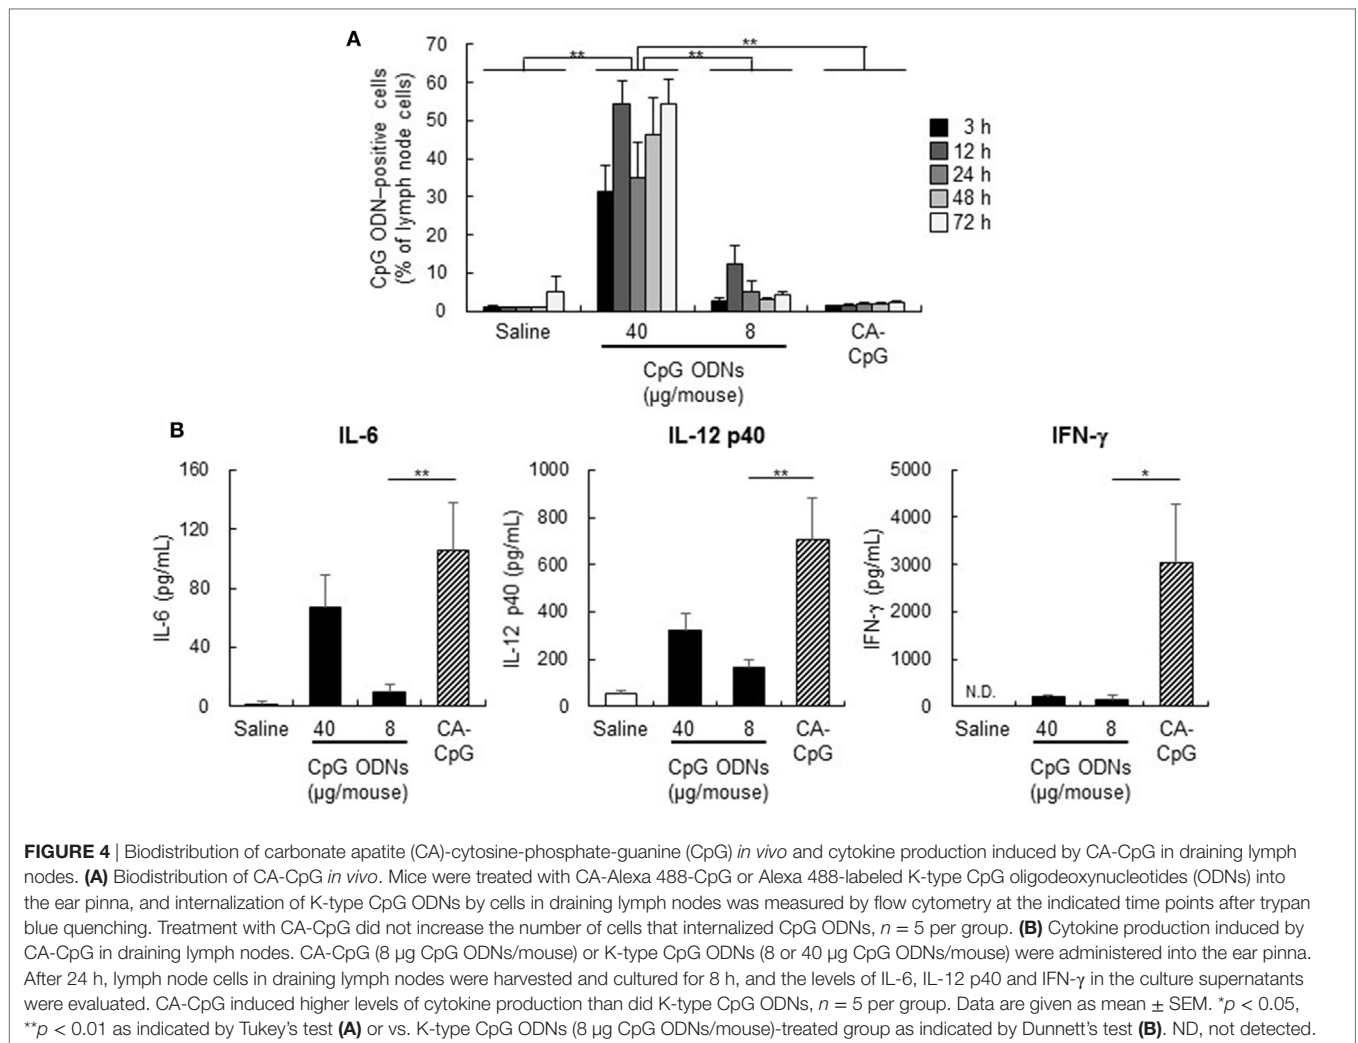 A
70
60
50
40
30
20
10
0
CpG ODN–positive cells
(% of lymph node cells)
**
**
**
3 h
12 h
24 h
48 h
72 h
Saline
40
8
CA-
CpG
CpG ODNs
(µg/mouse)
B
IL-6
160
120
80
40
0
IL-6 (pg/mL)
**
Saline
40
8
CA-
CpG
CpG ODNs
(µg/mouse)
IL-12 p40
1000
800
600
400
200
0
IL-12 p40 (pg/mL)
**
Saline
40
8
CA-
CpG
CpG ODNs
(µg/mouse)
IFN-γ
5000
4000
3000
2000
1000
0
IFN-γ (pg/mL)
*
N.D.
Saline
40
8
CA-
CpG
CpG ODNs
(µg/mouse)
FIGURE 4 | Biodistribution of carbonate apatite (CA)-cytosine-phosphate-guanine (CpG) in vivo and cytokine production induced by CA-CpG in draining lymph
nodes. (A) Biodistribution of CA-CpG in vivo. Mice were treated with CA-Alexa 488-CpG or Alexa 488-labeled K-type CpG oligodeoxynucleotides (ODNs) into
the ear pinna, and internalization of K-type CpG ODNs by cells in draining lymph nodes was measured by flow cytometry at the indicated time points after trypan
blue quenching. Treatment with CA-CpG did not increase the number of cells that internalized CpG ODNs, n = 5 per group. (B) Cytokine production induced by
CA-CpG in draining lymph nodes. CA-CpG (8 µg CpG ODNs/mouse) or K-type CpG ODNs (8 or 40 µg CpG ODNs/mouse) were administered into the ear pinna.
After 24 h, lymph node cells in draining lymph nodes were harvested and cultured for 8 h, and the levels of IL-6, IL-12 p40 and IFN-γ in the culture supernatants
were evaluated. CA-CpG induced higher levels of cytokine production than did K-type CpG ODNs, n = 5 per group. Data are given as mean ± SEM. *p < 0.05,
**p < 0.01 as indicated by Tukey's test (A) or vs. K-type CpG ODNs (8 µg CpG ODNs/mouse)-treated group as indicated by Dunnett's test (B). ND, not detected.